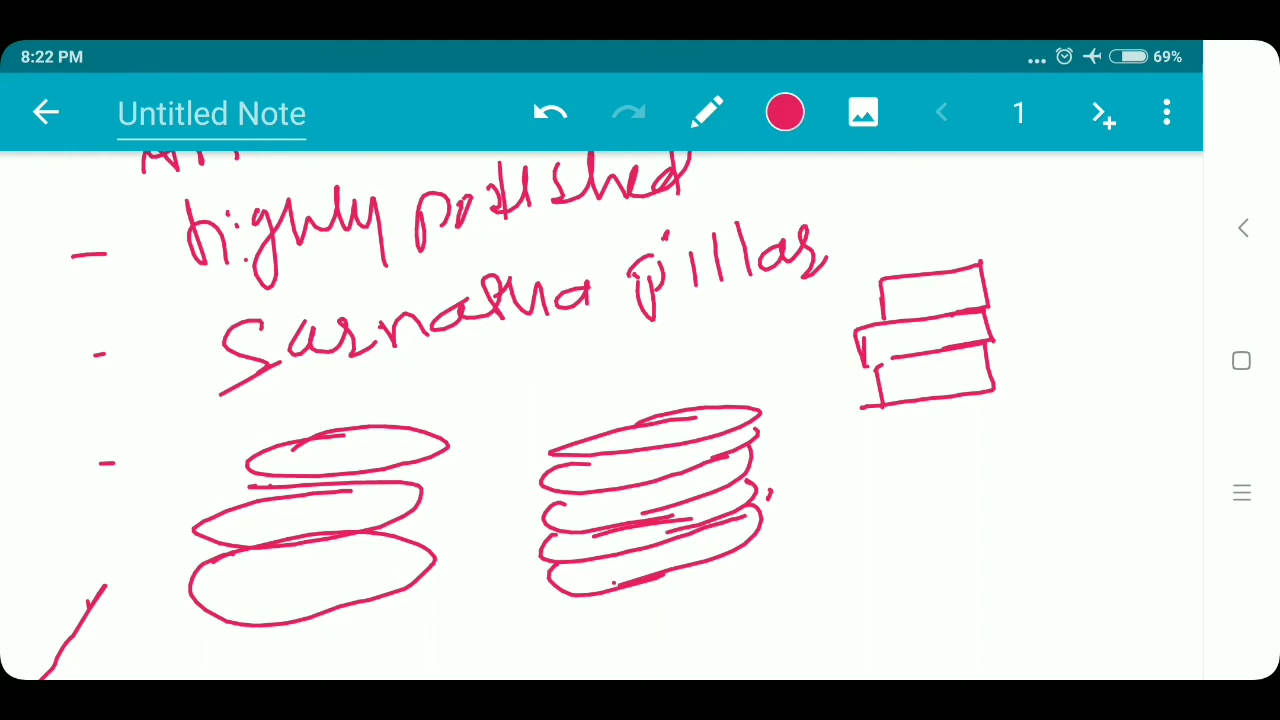 8:22 PM
69%
Untitled Note
1
- highly polished
- Sarnatha pillar
-